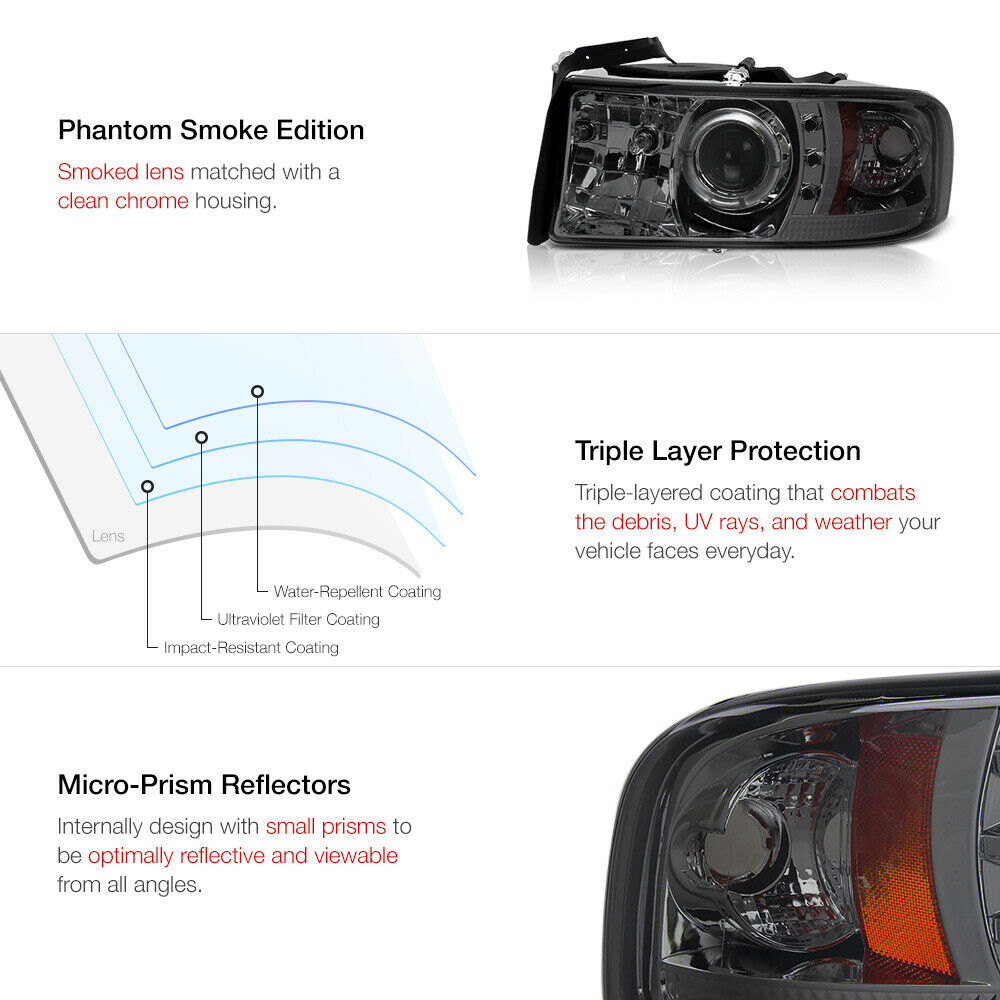 Phantom Smoke Edition
Smoked lens matched with a
clean chrome housing.
Lens
Water-Repellent Coating
Ultraviolet Filter Coating
Impact-Resistant Coating
Triple Layer Protection
Triple-layered coating that combats
the debris, UV rays, and weather your
vehicle faces everyday.
Micro-Prism Reflectors
Internally design with small prisms to
be optimally reflective and viewable
from all angles.